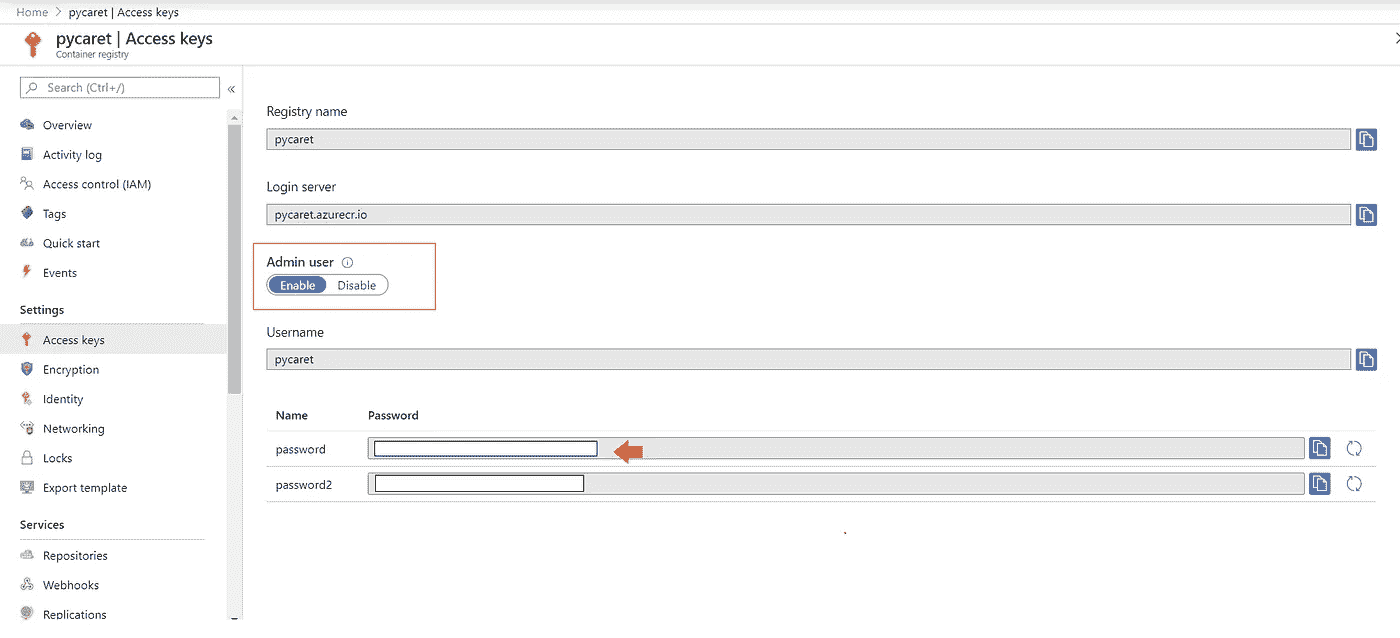 Home > pycaret | Access keys
pycaret | Access keys
Container registry
Search (Ctrl+/)
«
Overview
Activity log
Access control (IAM)
Tags
Quick start
Events
Settings
Access keys
Encryption
Identity
Networking
Locks
Export template
Services
Repositories
Webhooks
Replications
Registry name
pycaret
Login server
pycaret.azurecr.io
Admin user
Enable Disable
Username
pycaret
Name Password
password
password2